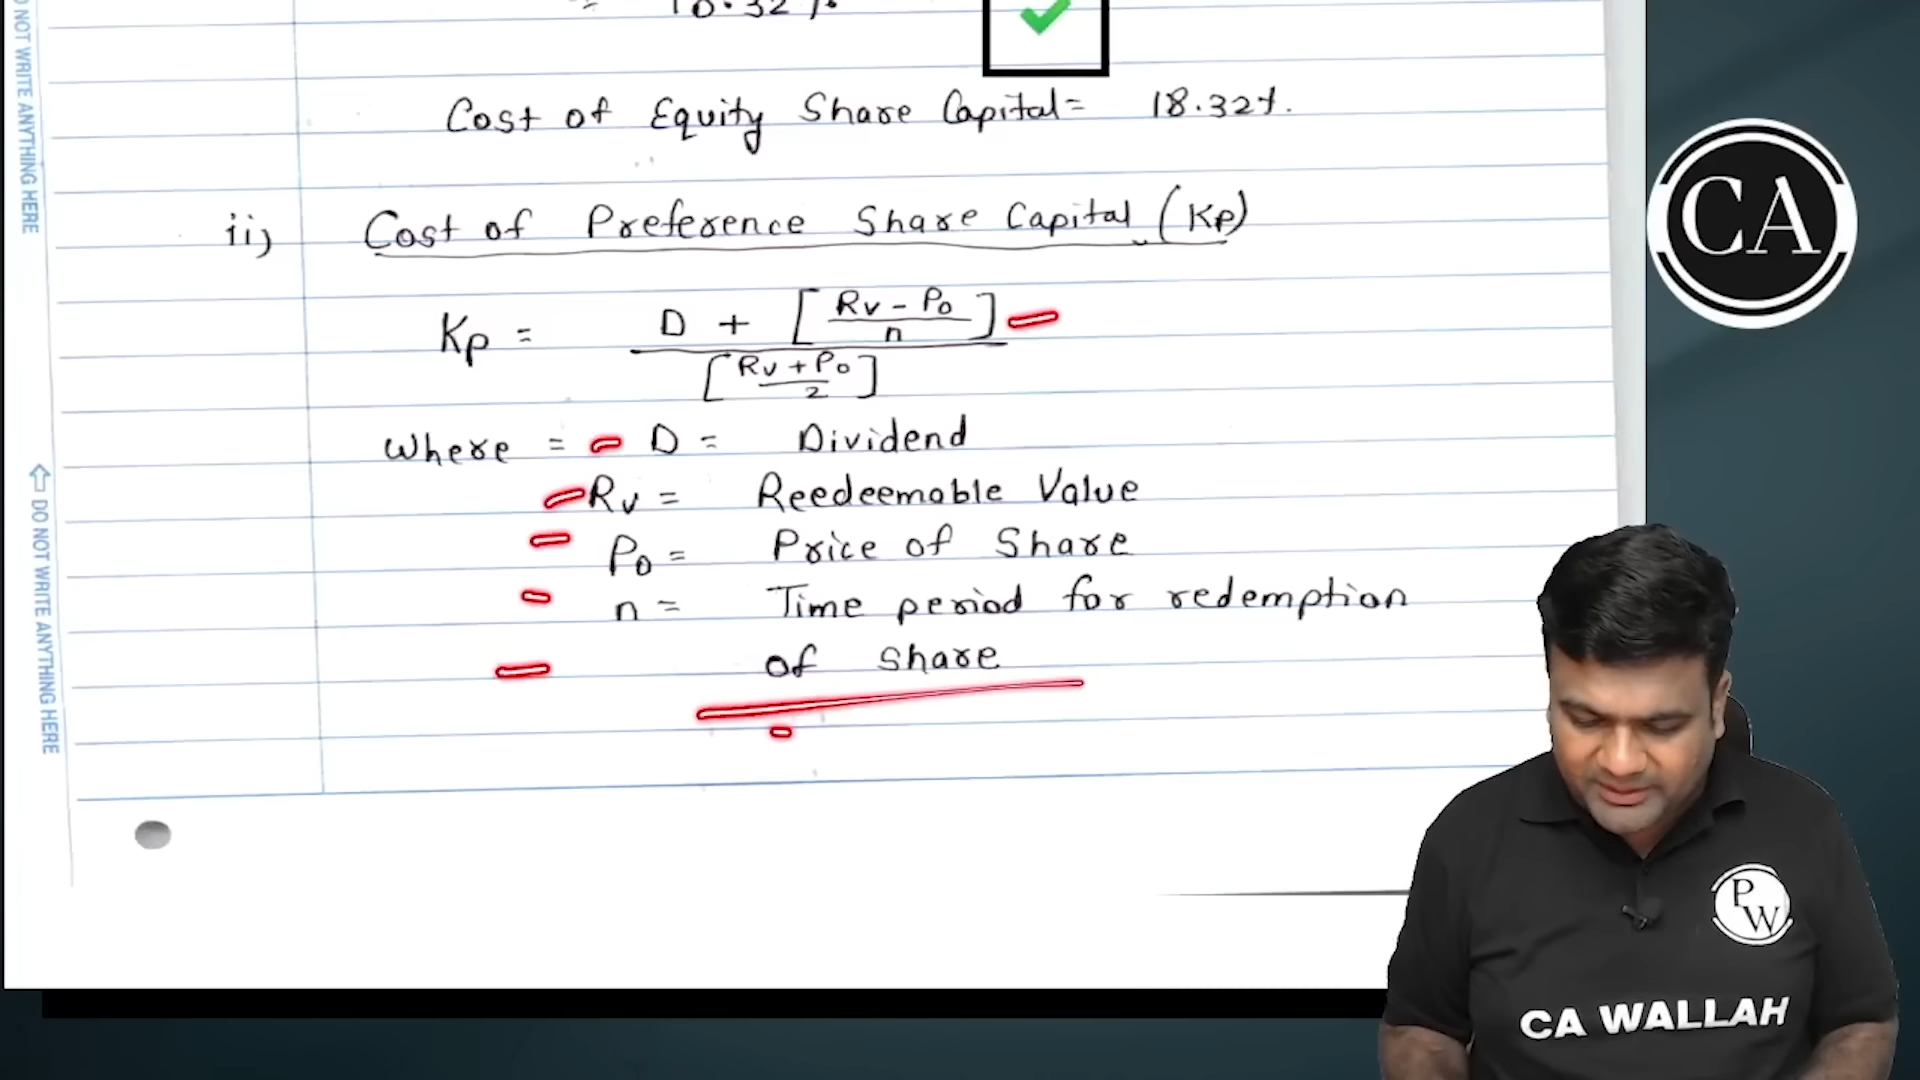 Cost of Equity Share Capital = 18.32%.
ii) Cost of Preference Share Capital (Kp)
Kp = D + [Rv - Po / n] / [Rv + Po / 2]
Where = D = Dividend
Rv = Reedeemable Value
Po = Price of Share
n = Time period for redemption
of share
DO NOT WRITE ANYTHING HERE
DO NOT WRITE ANYTHING HERE
CA
PW
CA WALLAH